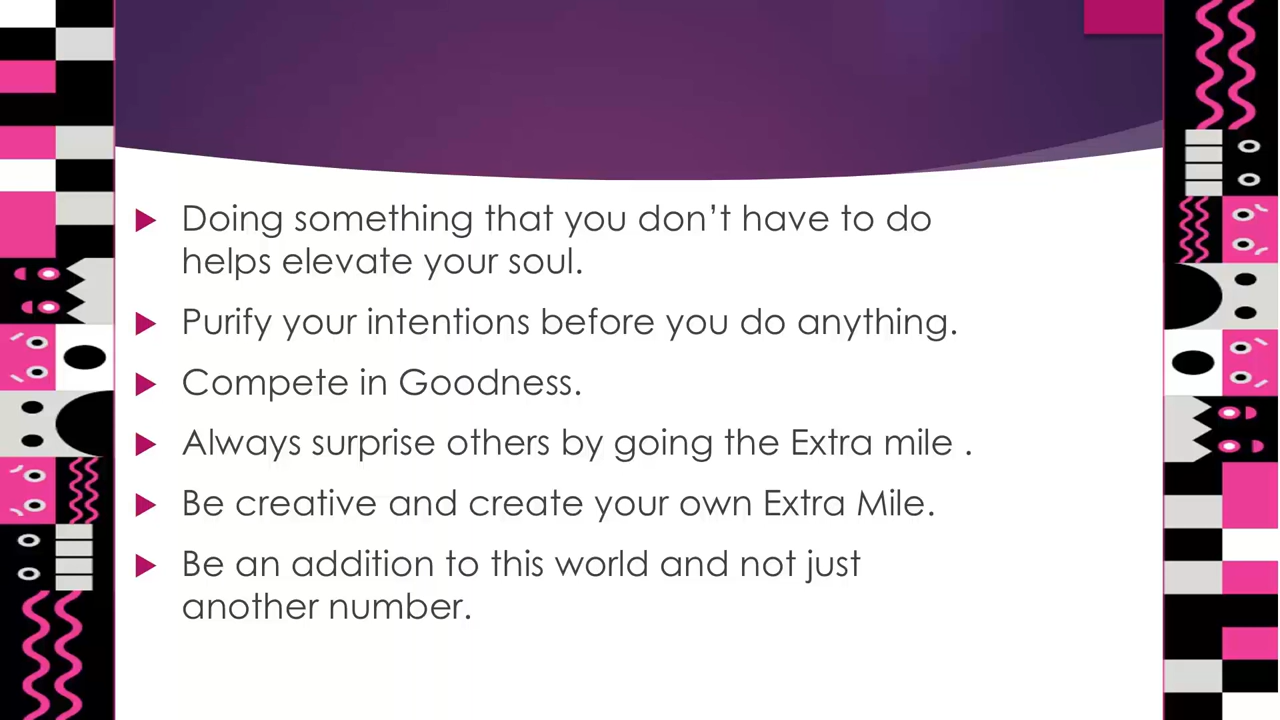 Doing something that you don’t have to do
helps elevate your soul.
Purify your intentions before you do anything.
Compete in Goodness.
Always surprise others by going the Extra mile .
Be creative and create your own Extra Mile.
Be an addition to this world and not just
another number.